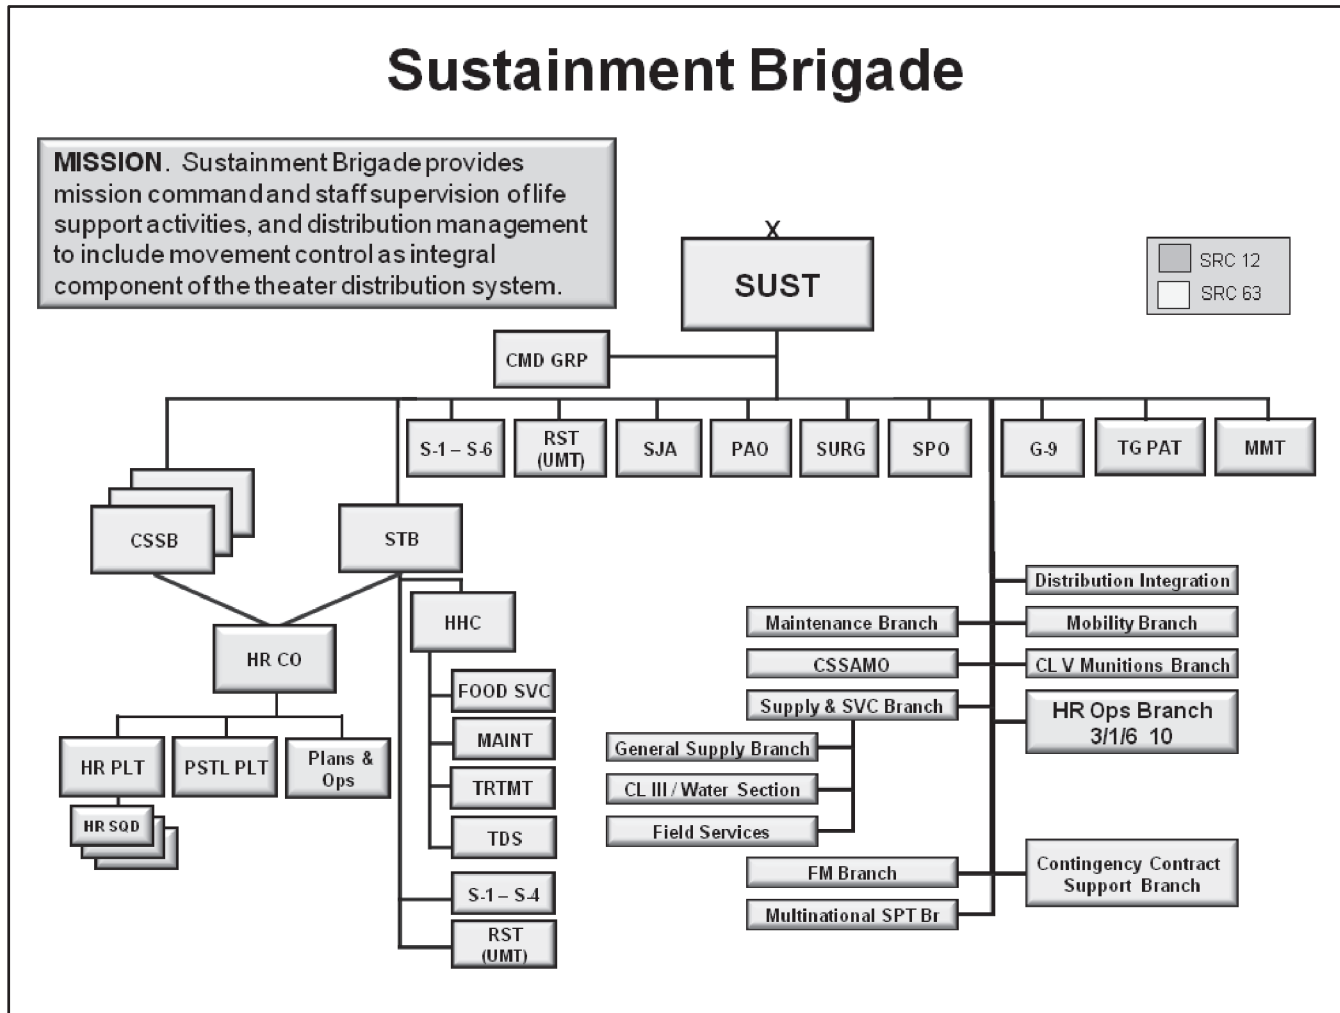 Sustainment Brigade
MISSION. Sustainment Brigade provides
mission command and staff supervision of life
support activities, and distribution management
to include movement control as integral
component of the theater distribution system.
X
SUST
SRC 12
SRC 63
CMD GRP
S-1 – S-6
RST
(UMT)
SJA
PAO
SURG
SPO
G-9
TG PAT
MMT
CSSB
STB
HHC
HR CO
FOOD SVC
MAINT
TRTMT
TDS
S-1 – S-4
RST
(UMT)
HR PLT
PSTL PLT
Plans &
Ops
HR SQD
Distribution Integration
Maintenance Branch
Mobility Branch
CSSAMO
CL V Munitions Branch
Supply & SVC Branch
HR Ops Branch
3/1/6 10
General Supply Branch
CL III / Water Section
Field Services
FM Branch
Contingency Contract
Support Branch
Multinational SPT Br